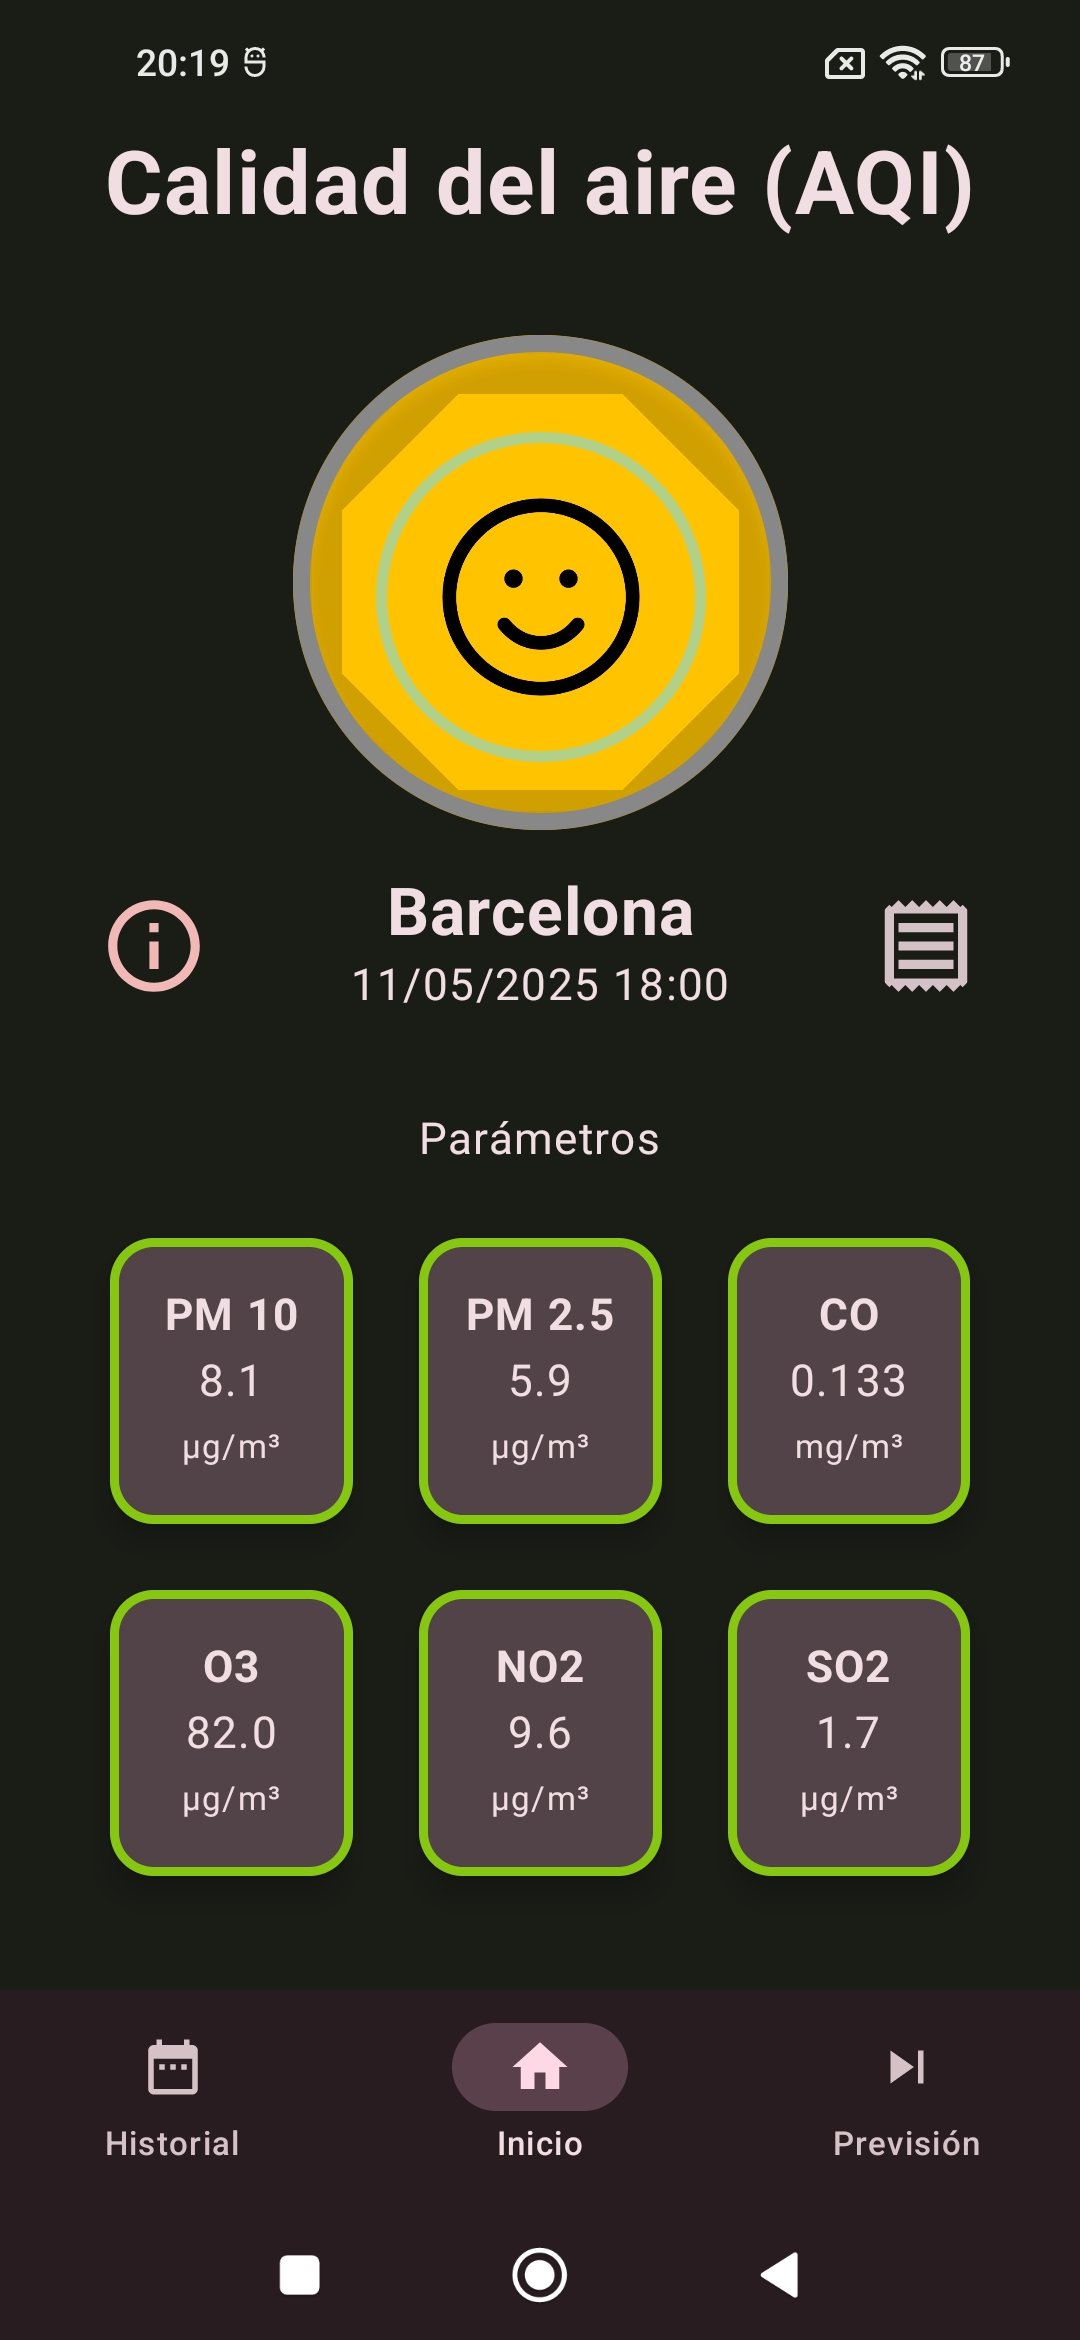 20:19
87
Calidad del aire (AQI)
Barcelona
11/05/2025 18:00
Parámetros
PM 10
8.1
µg/m³
PM 2.5
5.9
µg/m³
CO
0.133
mg/m³
O3
82.0
µg/m³
NO2
9.6
µg/m³
SO2
1.7
µg/m³
Historial
Inicio
Previsión